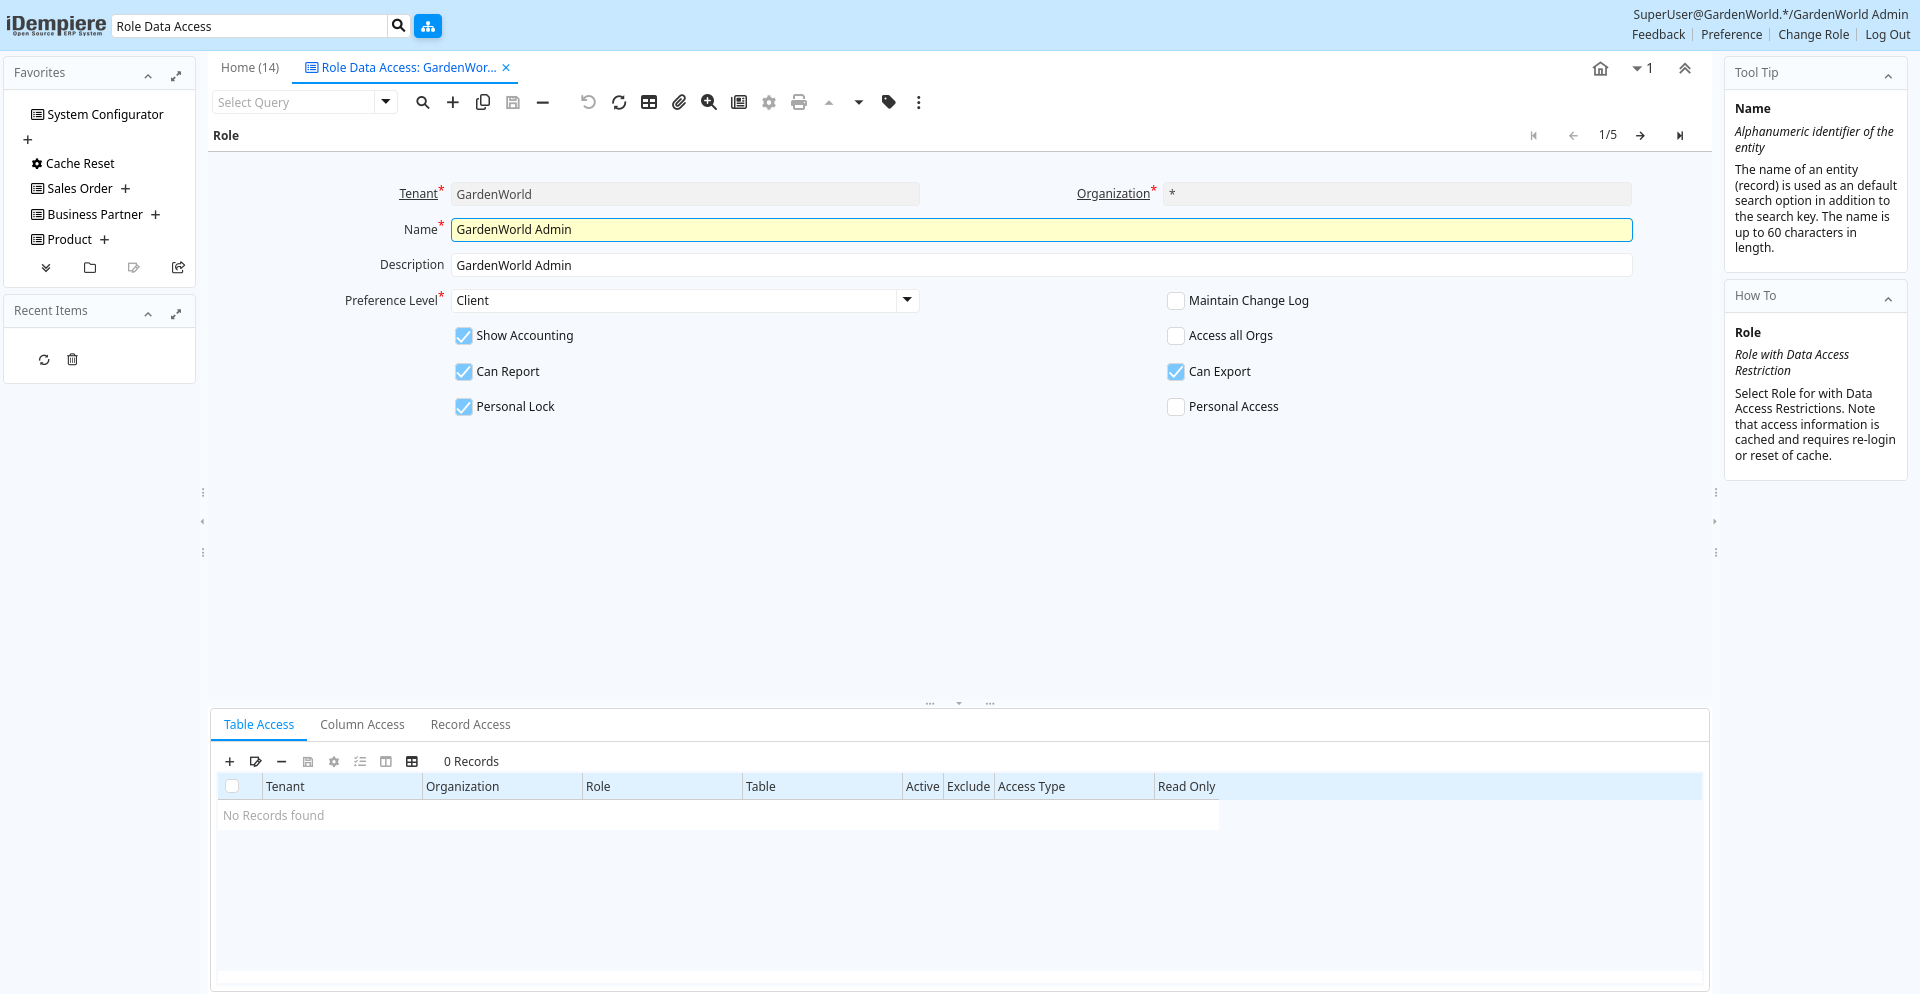 iDempiere
Open Source ERP System
Role Data Access
SuperUser@GardenWorld.*/GardenWorld Admin
Feedback
Preference
Change Role
Log Out
Favorites
System Configurator
Cache Reset
Sales Order
Business Partner
Product
Recent Items
Home (14)
Role Data Access: GardenWor...
1
Select Query
Role
1/5
Tenant*
GardenWorld
Organization*
*
Name*
GardenWorld Admin
Description
GardenWorld Admin
Preference Level*
Client
Maintain Change Log
Show Accounting
Access all Orgs
Can Report
Can Export
Personal Lock
Personal Access
Table Access
Column Access
Record Access
0 Records
Tenant
Organization
Role
Table
Active
Exclude
Access Type
Read Only
No Records found
Tool Tip
Name
Alphanumeric identifier of the
entity
The name of an entity
(record) is used as an default
search option in addition to
the search key. The name is
up to 60 characters in
length.
How To
Role
Role with Data Access
Restriction
Select Role for with Data
Access Restrictions. Note
that access information is
cached and requires re-login
or reset of cache.